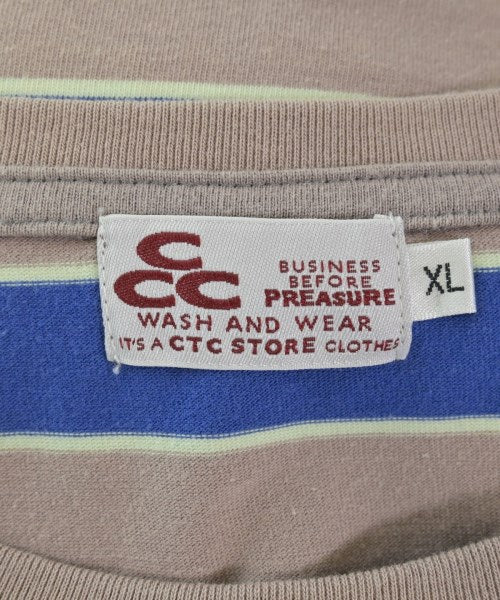 C
CC
BUSINESS
BEFORE
PREASURE
WASH AND WEAR
IT'S A CTC STORE CLOTHES
XL